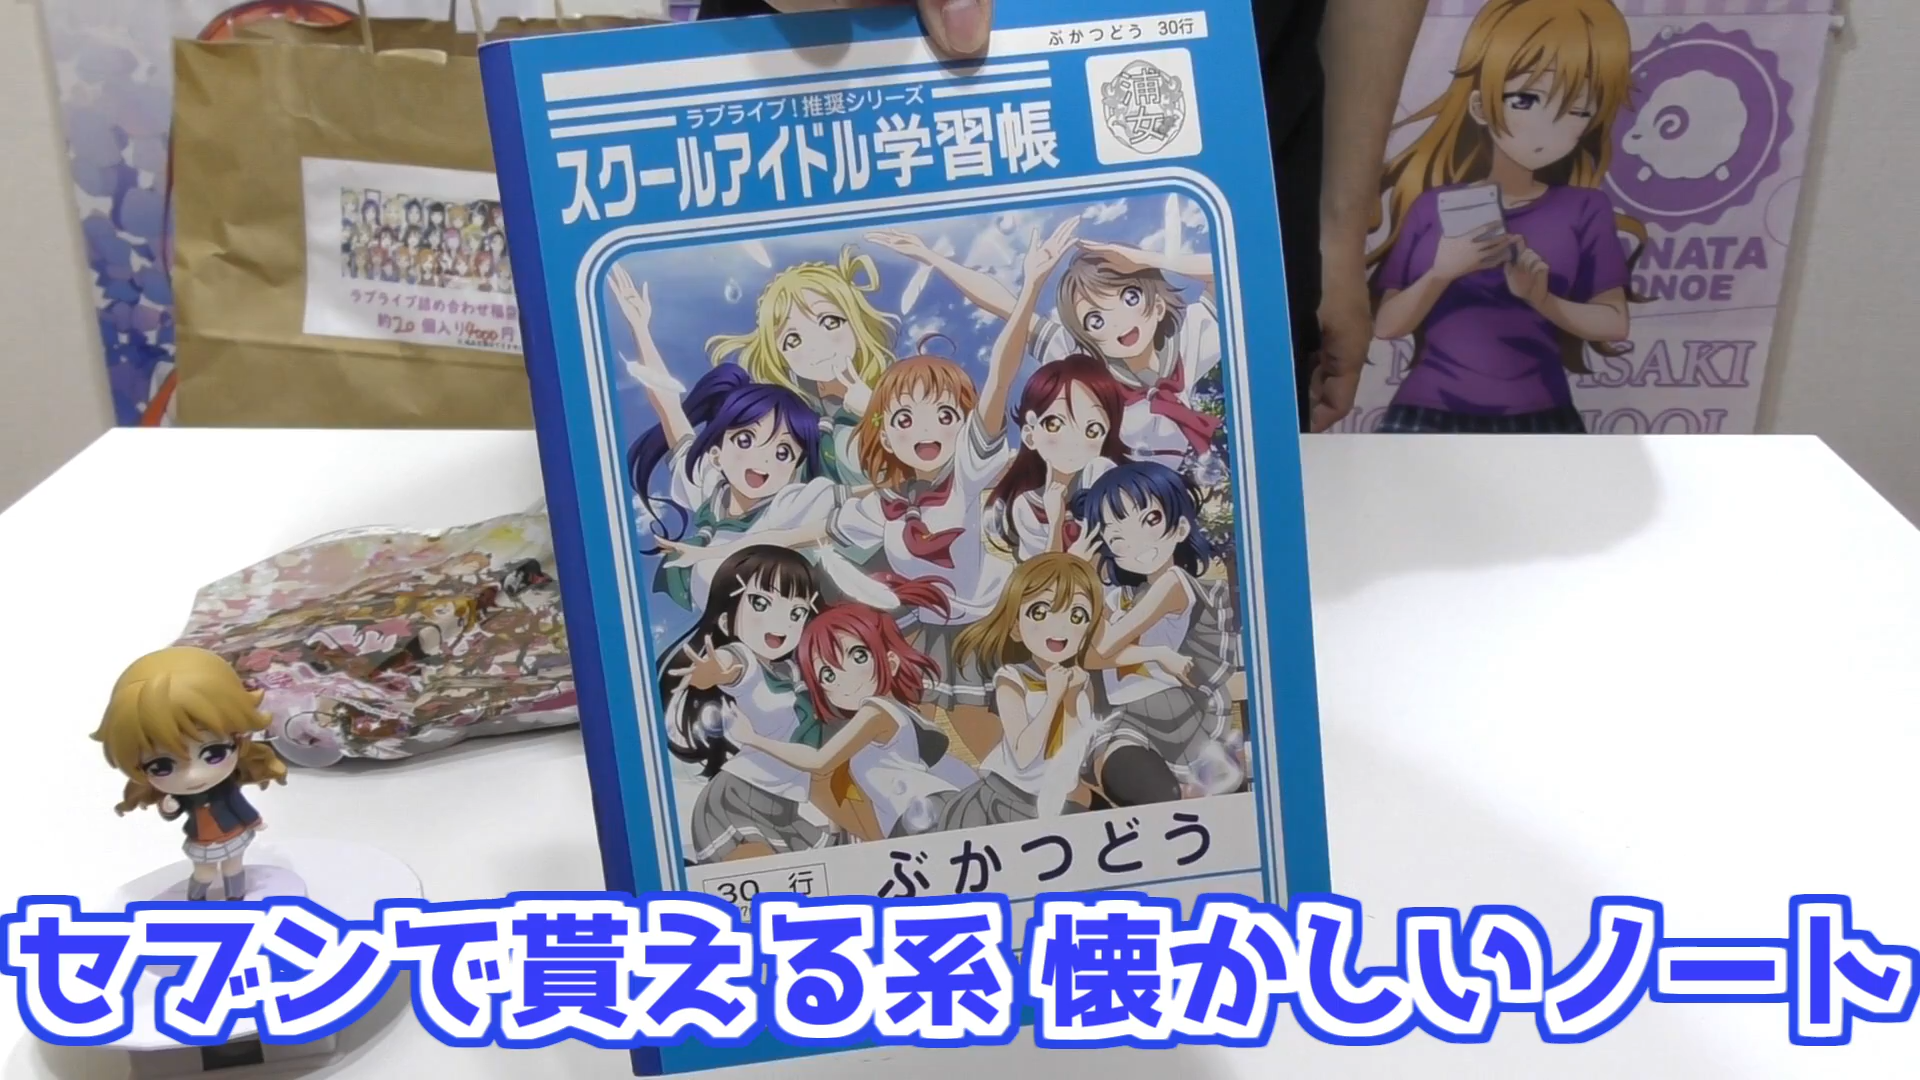 ぶかつどう 30行
ラブライブ!推奨シリーズ
スクールアイドル学習帳
浦女
ラブライブ詰め合わせ福袋
約20個入り4000円
NATA
ONOE
ISAKI
30 行
ぶかつどう
セブンで貰える系 懐かしいノート